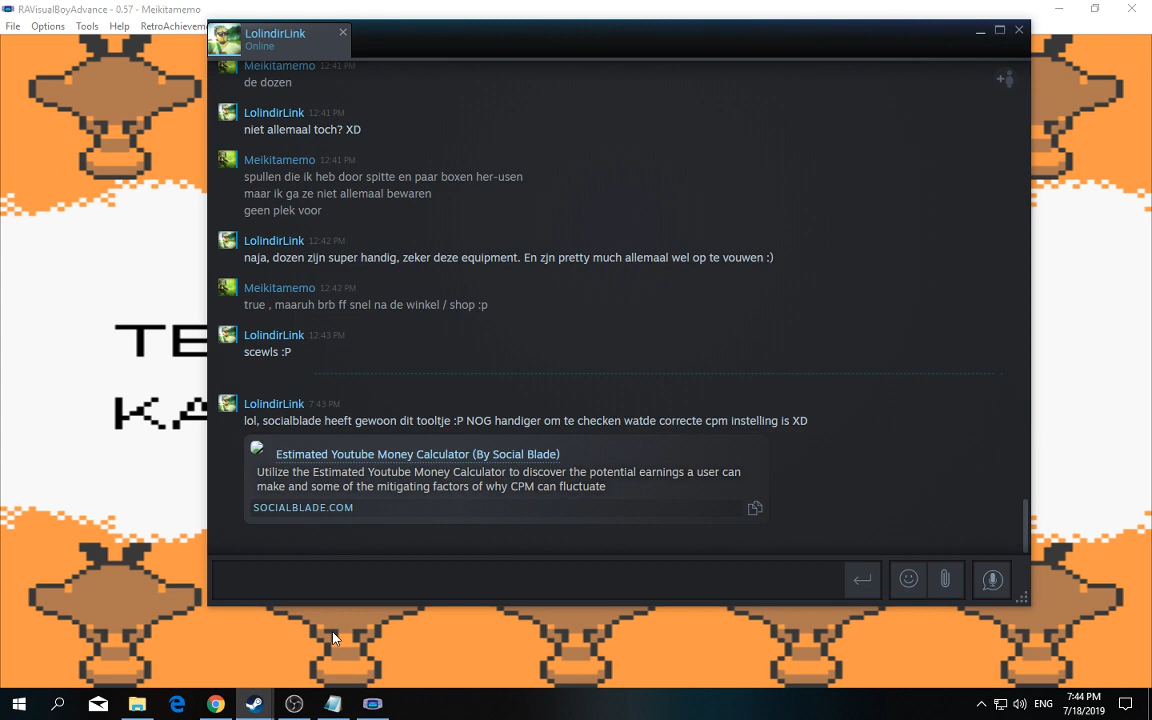 RAVisualBoyAdvance - 0.57 - Meikitamemo
File Options Tools Help RetroAchievem
LolindirLink
Online
Meikitamemo 12:41 PM
de dozen
LolindirLink 12:41 PM
niet allemaal toch? XD
Meikitamemo 12:41 PM
spullen die ik heb door spitte en paar boxen her-usen
maar ik ga ze niet allemaal bewaren
geen plek voor
LolindirLink 12:42 PM
naja, dozen zijn super handig, zeker deze equipment. En zjn pretty much allemaal wel op te vouwen :)
Meikitamemo 12:42 PM
true , maaruh brb ff snel na de winkel / shop :p
LolindirLink 12:43 PM
scewls :P
TE
KA
LolindirLink 7:43 PM
lol, socialblade heeft gewoon dit tooltje :P NOG handiger om te checken watde correcte cpm instelling is XD
Estimated Youtube Money Calculator (By Social Blade)
Utilize the Estimated Youtube Money Calculator to discover the potential earnings a user can
make and some of the mitigating factors of why CPM can fluctuate
SOCIALBLADE.COM
ENG
7:44 PM
7/18/2019